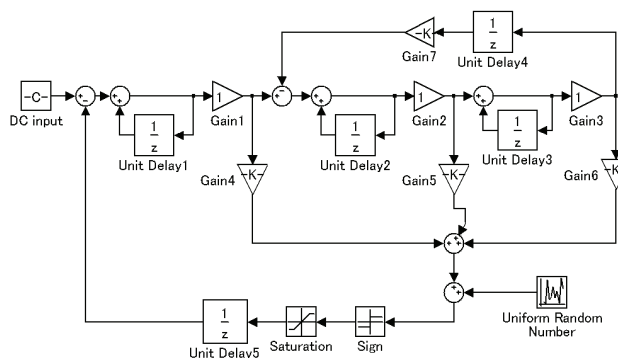 -K-
Gain7
1
z
Unit Delay4
-C-
DC input
1
Gain1
1
Gain2
1
Gain3
1
z
Unit Delay1
1
z
Unit Delay2
1
z
Unit Delay3
-K-
Gain4
-K-
Gain5
-K
Gain6
1
z
Unit Delay5
Saturation
Sign
Uniform Random
Number